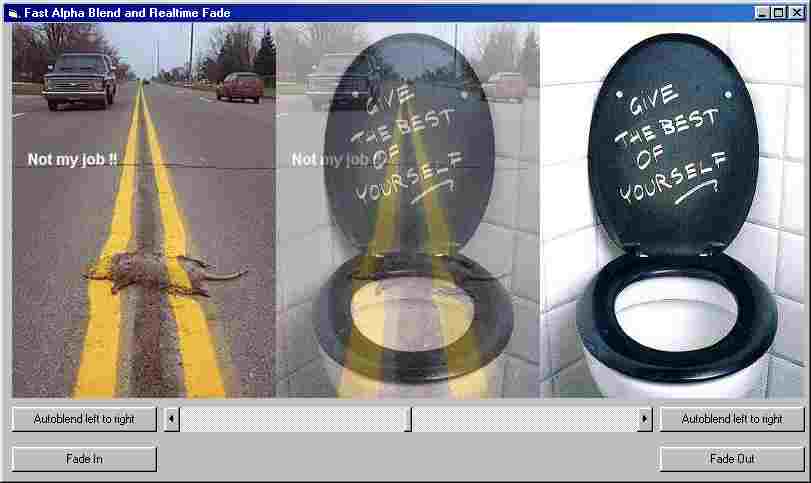 Fast Alpha Blend and Realtime Fade
Not my job !!
Not my job
GIVE
THE BEST
OF
YOURSELF
GIVE
THE BEST
OF
YOURSELF
Autoblend left to right
Autoblend left to right
Fade In
Fade Out